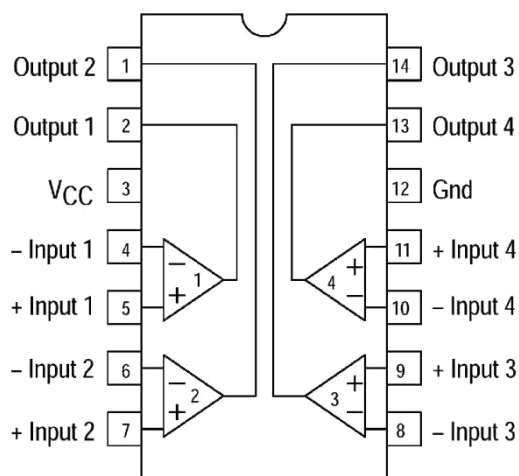 Output 2 1
Output 1 2
VCC 3
– Input 1 4
+ Input 1 5
– Input 2 6
+ Input 2 7
14 Output 3
13 Output 4
12 Gnd
11 + Input 4
10 – Input 4
9 + Input 3
8 – Input 3
–
+
1
–
+
2
+
–
4
+
–
3